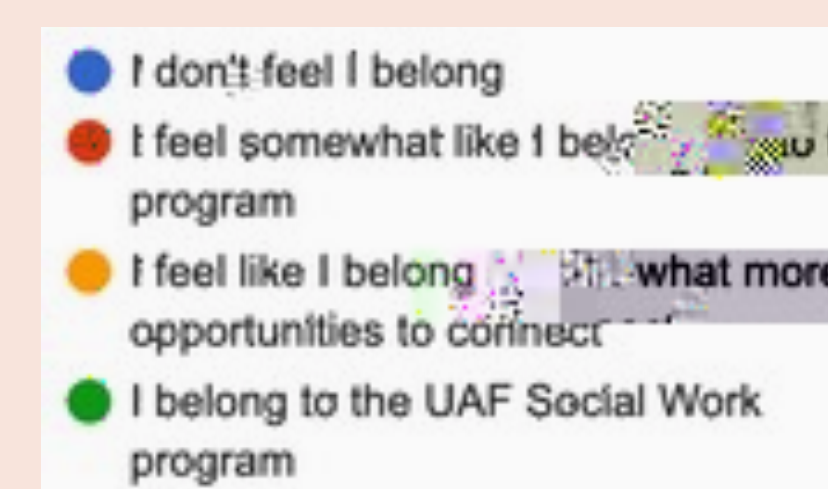 I don't feel I belong
I feel somewhat like I
program
I feel like I belong what more
opportunities to connect
I belong to the UAF Social Work
program